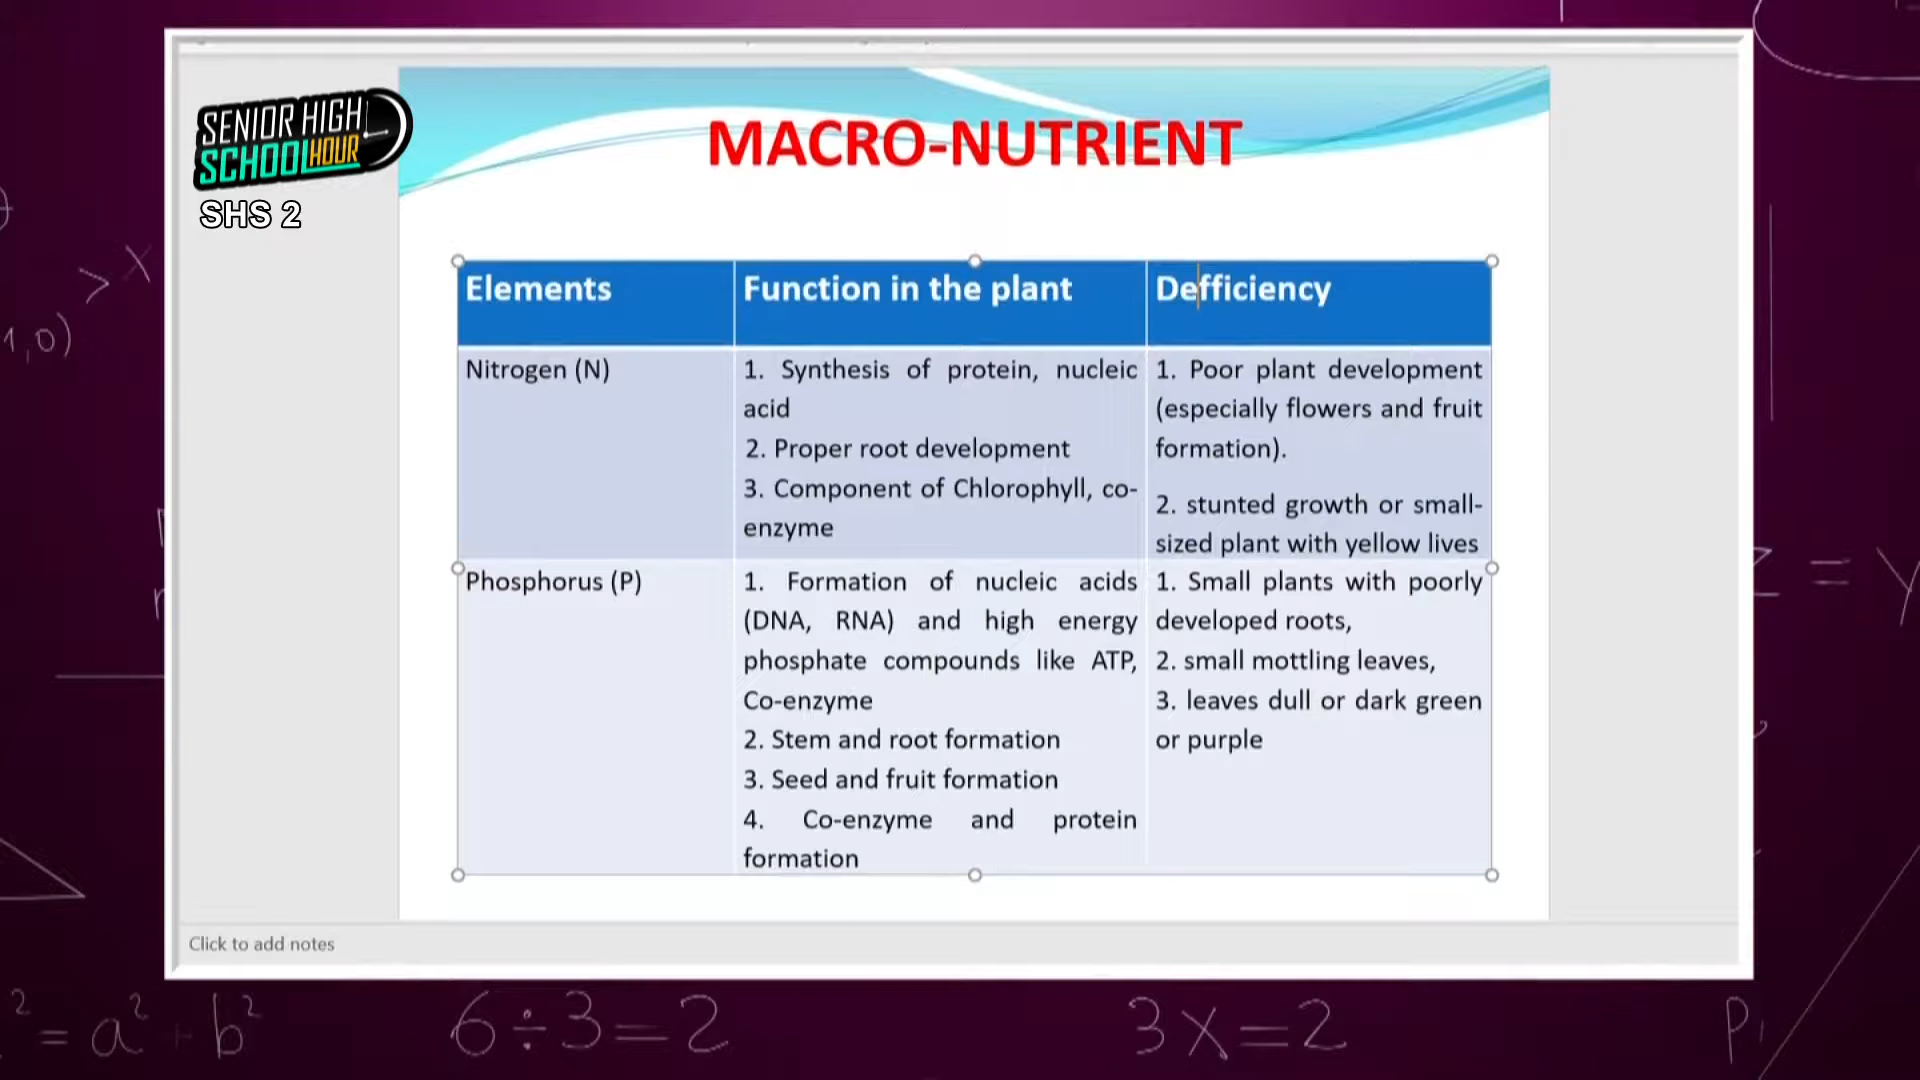 SENIOR HIGH
SCHOOL HOUR
SHS 2
MACRO-NUTRIENT
Elements
Function in the plant
Defficiency
Nitrogen (N)
1. Synthesis of protein, nucleic
acid
2. Proper root development
3. Component of Chlorophyll, co-
enzyme
1. Poor plant development
(especially flowers and fruit
formation).
2. stunted growth or small-
sized plant with yellow lives
Phosphorus (P)
1. Formation of nucleic acids
(DNA, RNA) and high energy
phosphate compounds like ATP,
Co-enzyme
2. Stem and root formation
3. Seed and fruit formation
4. Co-enzyme and protein
formation
1. Small plants with poorly
developed roots,
2. small mottling leaves,
3. leaves dull or dark green
or purple
Click to add notes
> x
1,0)
= y
² = a² + b²
6÷3=2
3x=2